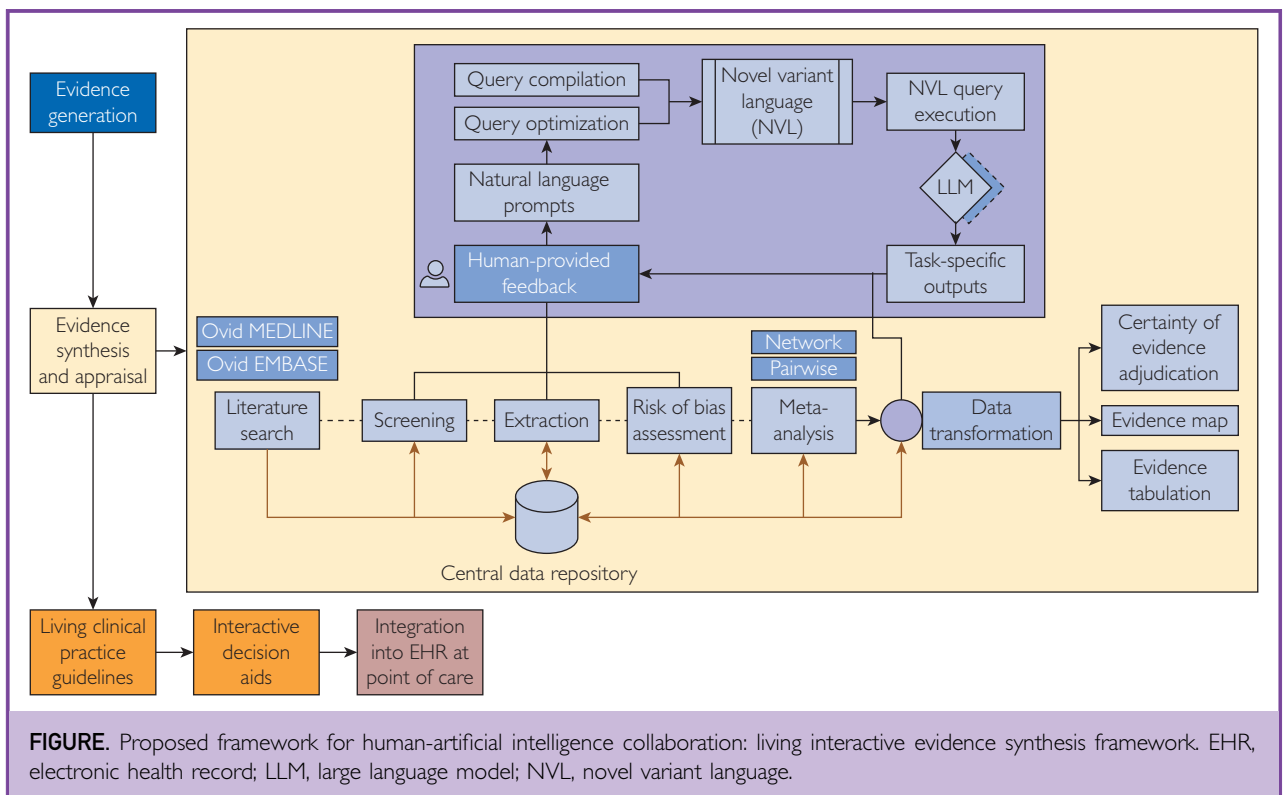 Evidence
generation
Query compilation
Query optimization
Natural language
prompts
Human-provided
feedback
Novel variant
language
(NVL)
NVL query
execution
LLM
Task-specific
outputs
Evidence
synthesis
and appraisal
Ovid MEDLINE
Ovid EMBASE
Literature
search
Screening
Extraction
Risk of bias
assessment
Network
Pairwise
Meta-
analysis
Data
transformation
Certainty of
evidence
adjudication
Evidence map
Evidence
tabulation
Central data repository
Living clinical
practice
guidelines
Interactive
decision
aids
Integration
into EHR at
point of care
FIGURE. Proposed framework for human-artificial intelligence collaboration: living interactive evidence synthesis framework. EHR,
electronic health record; LLM, large language model; NVL, novel variant language.